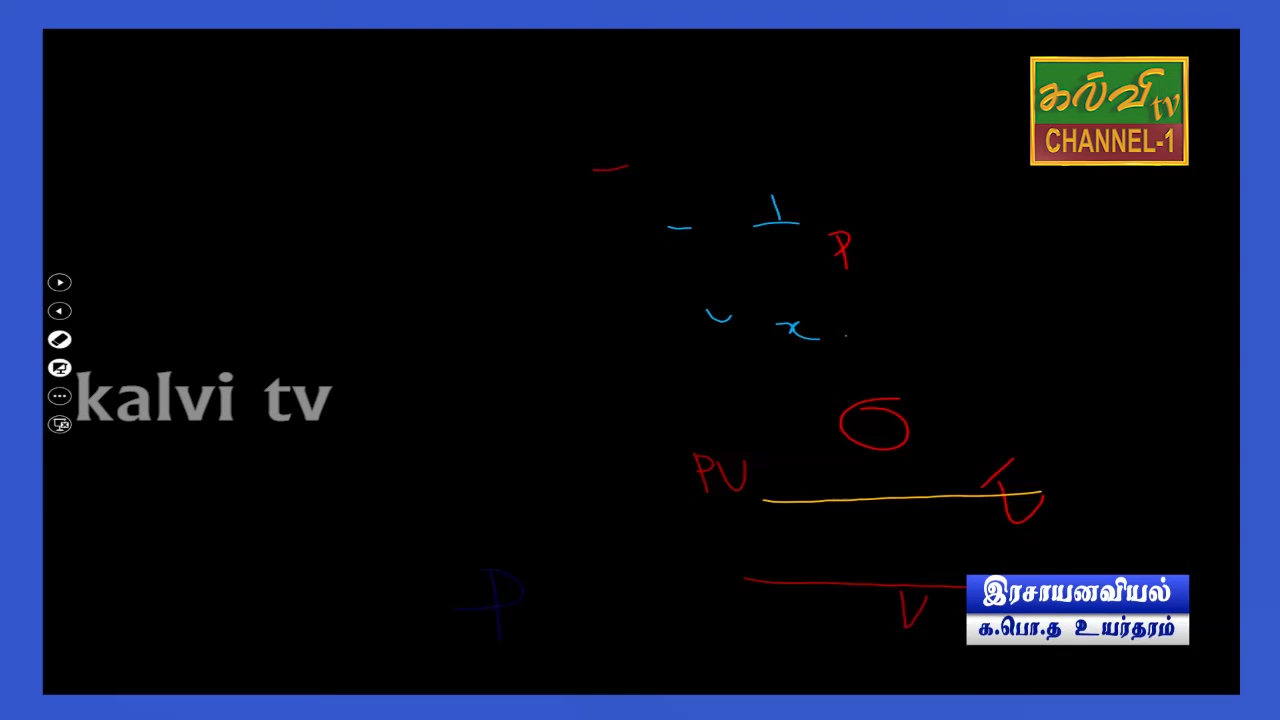 கல்வி tv
CHANNEL-1
P
kalvi tv
PV
P
V
இரசாயனவியல்
க.பொ.த உயர்தரம்